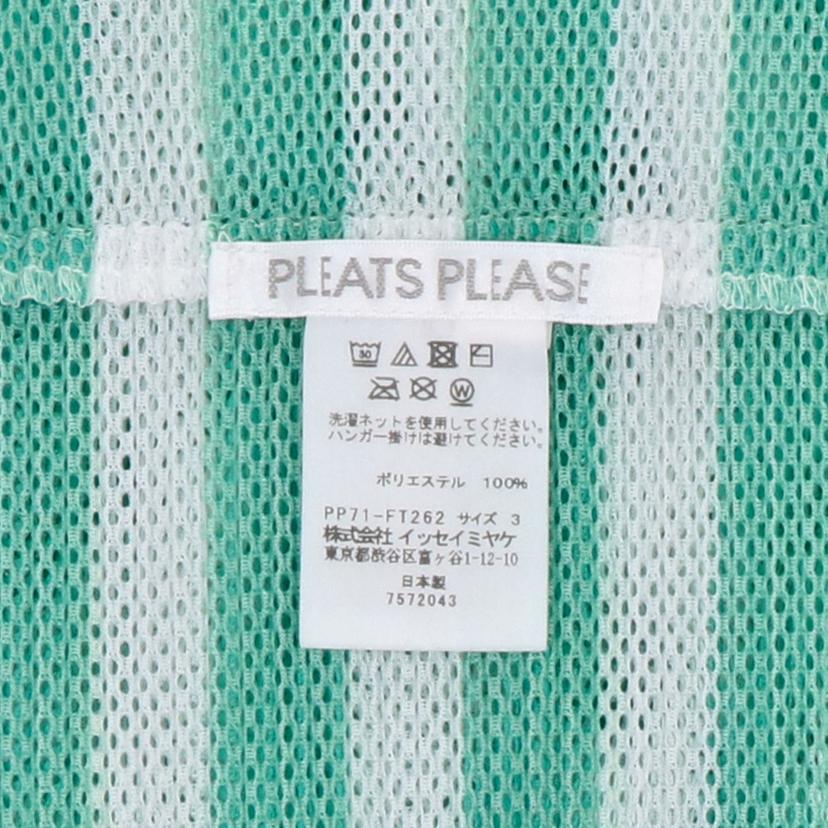 PLEATS PLEASE
30
W
洗濯ネットを使用してください。
ハンガー掛けは避けてください。
ポリエステル 100%
PP71-FT262 サイズ 3
株式会社 イッセイミヤケ
東京都渋谷区富ヶ谷1-12-10
日本製
7572043